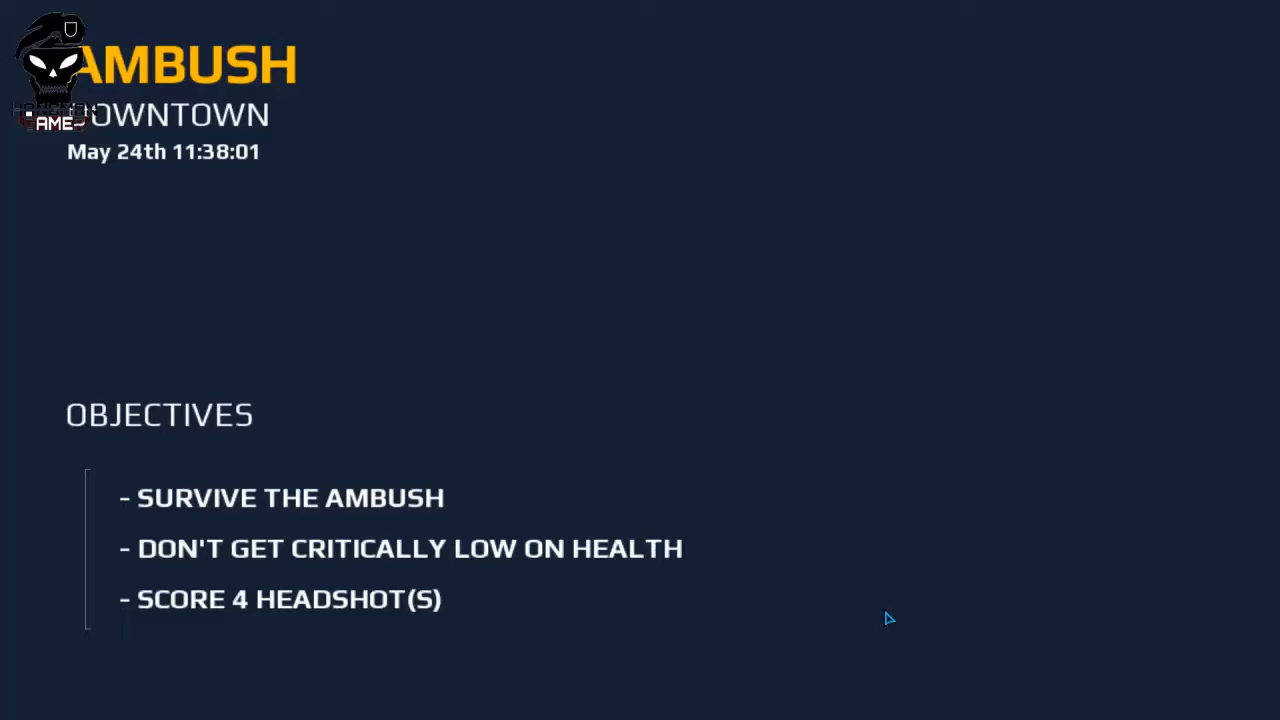 AMBUSH
DOWNTOWN
May 24th 11:38:01
OBJECTIVES
- SURVIVE THE AMBUSH
- DON'T GET CRITICALLY LOW ON HEALTH
- SCORE 4 HEADSHOT(S)